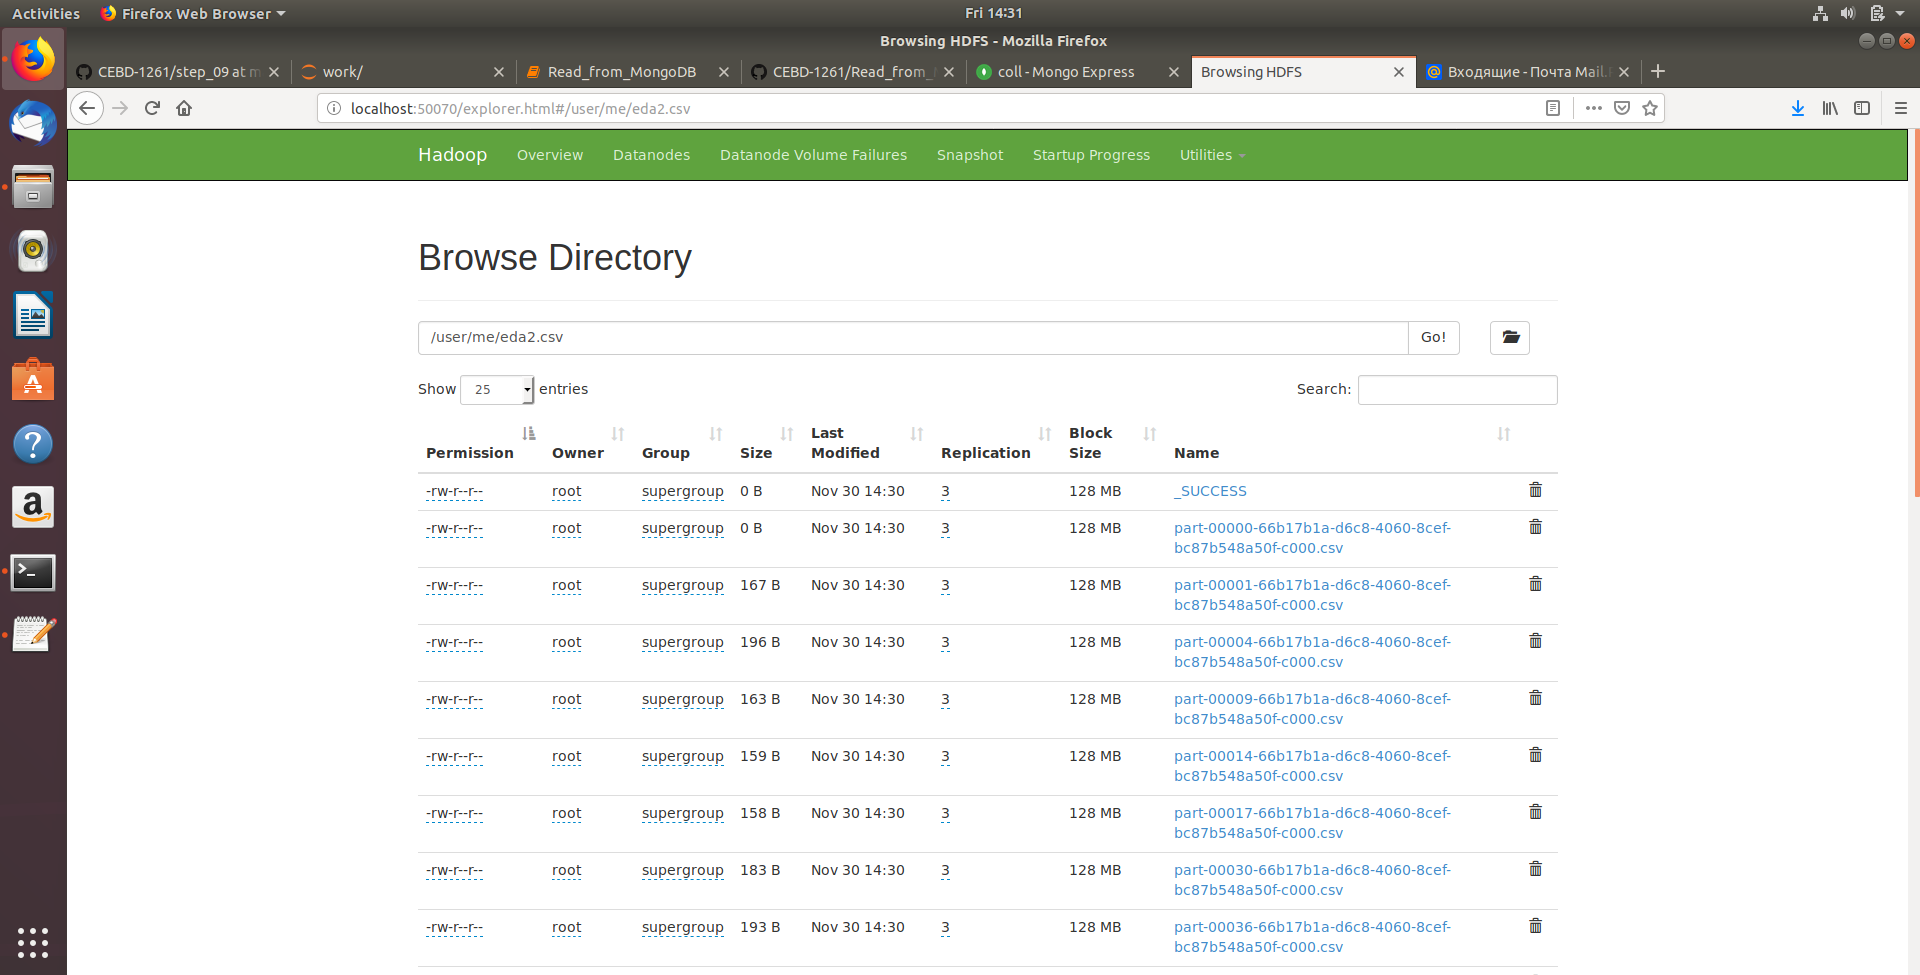 Activities Firefox Web Browser Fri 14:31
Browsing HDFS - Mozilla Firefox
CEBD-1261/step_09 at m work/ Read_from_MongoDB CEBD-1261/Read_from_ coll - Mongo Express Browsing HDFS Входящие - Почта Mail.
localhost:50070/explorer.html#/user/me/eda2.csv
Hadoop Overview Datanodes Datanode Volume Failures Snapshot Startup Progress Utilities
Browse Directory
/user/me/eda2.csv Go!
Show 25 entries Search:
Permission Owner Group Size Last Modified Replication Block Size Name
-rw-r--r-- root supergroup 0 B Nov 30 14:30 3 128 MB _SUCCESS
-rw-r--r-- root supergroup 0 B Nov 30 14:30 3 128 MB part-00000-66b17b1a-d6c8-4060-8cef-
bc87b548a50f-c000.csv
-rw-r--r-- root supergroup 167 B Nov 30 14:30 3 128 MB part-00001-66b17b1a-d6c8-4060-8cef-
bc87b548a50f-c000.csv
-rw-r--r-- root supergroup 196 B Nov 30 14:30 3 128 MB part-00004-66b17b1a-d6c8-4060-8cef-
bc87b548a50f-c000.csv
-rw-r--r-- root supergroup 163 B Nov 30 14:30 3 128 MB part-00009-66b17b1a-d6c8-4060-8cef-
bc87b548a50f-c000.csv
-rw-r--r-- root supergroup 159 B Nov 30 14:30 3 128 MB part-00014-66b17b1a-d6c8-4060-8cef-
bc87b548a50f-c000.csv
-rw-r--r-- root supergroup 158 B Nov 30 14:30 3 128 MB part-00017-66b17b1a-d6c8-4060-8cef-
bc87b548a50f-c000.csv
-rw-r--r-- root supergroup 183 B Nov 30 14:30 3 128 MB part-00030-66b17b1a-d6c8-4060-8cef-
bc87b548a50f-c000.csv
-rw-r--r-- root supergroup 193 B Nov 30 14:30 3 128 MB part-00036-66b17b1a-d6c8-4060-8cef-
bc87b548a50f-c000.csv